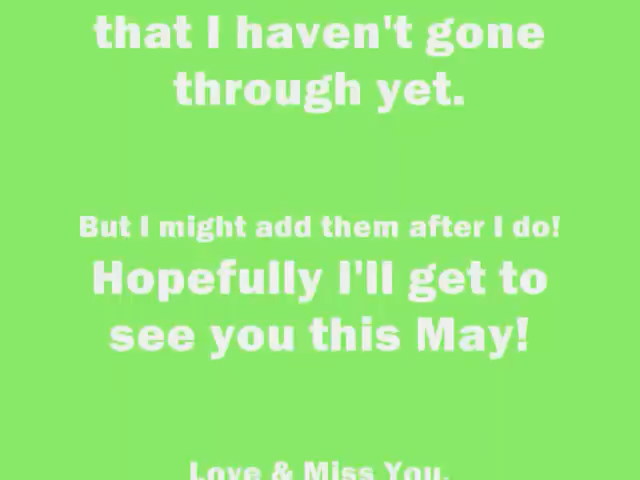 that I haven't gone
through yet.
But I might add them after I do!
Hopefully I'll get to
see you this May!
Love & Miss You,